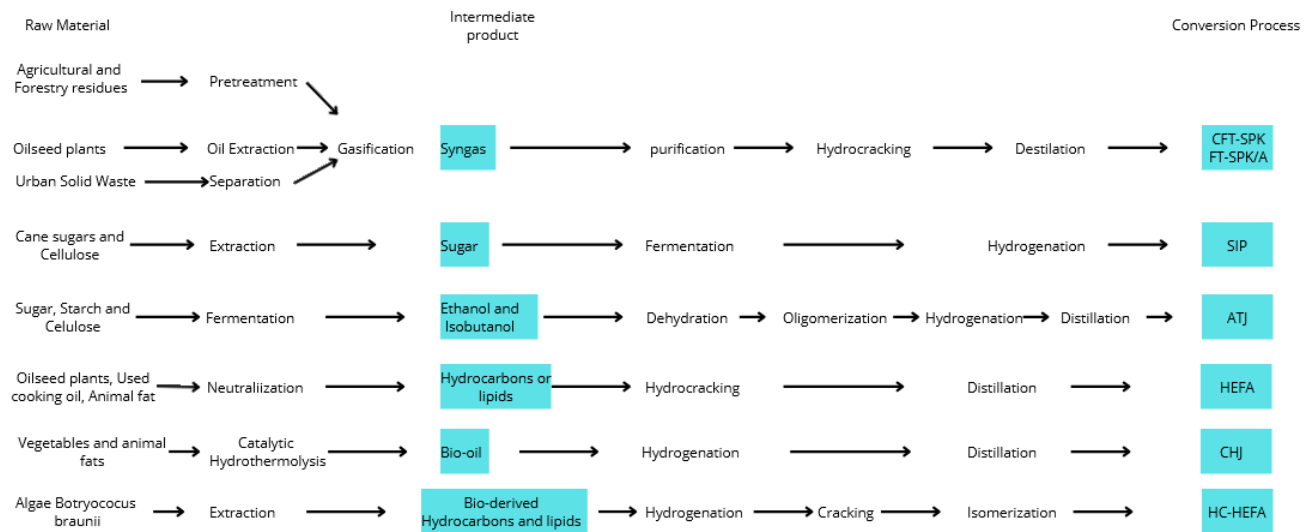 Raw Material
Intermediate
product
Conversion Process
Agricultural and
Forestry residues
Pretreatment
Oilseed plants
Oil Extraction
Gasification
Syngas
purification
Hydrocracking
Destilation
CFT-SPK
FT-SPK/A
Urban Solid Waste
Separation
Cane sugars and
Cellulose
Extraction
Sugar
Fermentation
Hydrogenation
SIP
Sugar, Starch and
Celulose
Fermentation
Ethanol and
Isobutanol
Dehydration
Oligomerization
Hydrogenation
Distillation
ATJ
Oilseed plants, Used
cooking oil, Animal fat
Neutraliization
Hydrocarbons or
lipids
Hydrocracking
Distillation
HEFA
Vegetables and animal
fats
Catalytic
Hydrothermolysis
Bio-oil
Hydrogenation
Distillation
CHJ
Algae Botryococus
braunii
Extraction
Bio-derived
Hydrocarbons and lipids
Hydrogenation
Cracking
Isomerization
HC-HEFA